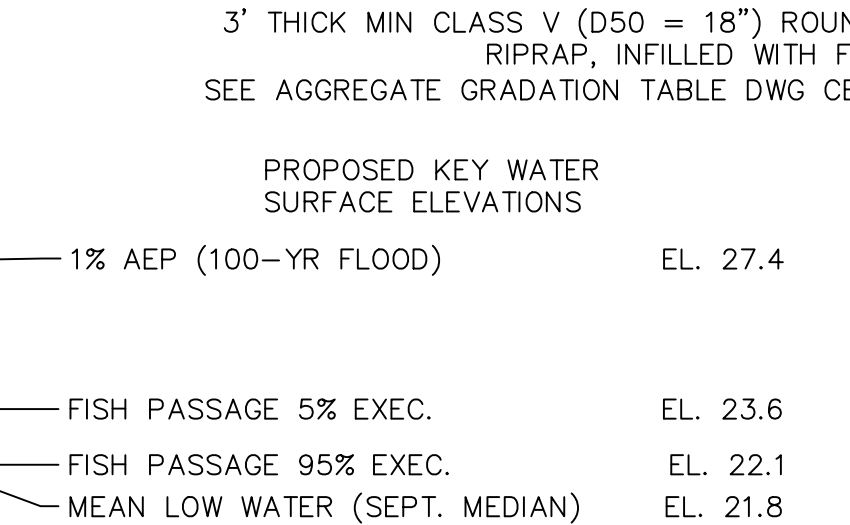 3' THICK MIN CLASS V (D50 = 18")
RIPRAP, INFILLED WITH
SEE AGGREGATE GRADATION TABLE DWG
PROPOSED KEY WATER
SURFACE ELEVATIONS
1% AEP (100-YR FLOOD) EL. 27.4
FISH PASSAGE 5% EXEC. EL. 23.6
FISH PASSAGE 95% EXEC. EL. 22.1
MEAN LOW WATER (SEPT. MEDIAN) EL. 21.8